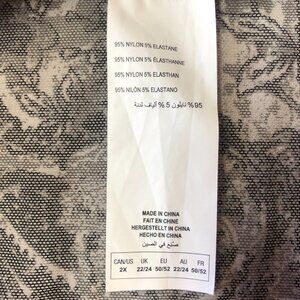 95% NYLON 5% ELASTANE
95% NYLON 5% ÉLASTHANNE
95% NYLON 5% ELASTHAN
95% NILÓN 5% ELASTANO
95% نايلون 5% ألياف لدنة
MADE IN CHINA
FAIT EN CHINE
HERGESTELLT IN CHINA
HECHO EN CHINA
صنع في الصين
CAN/US UK EU AU FR
2X 22/24 50/52 22/24 50/52